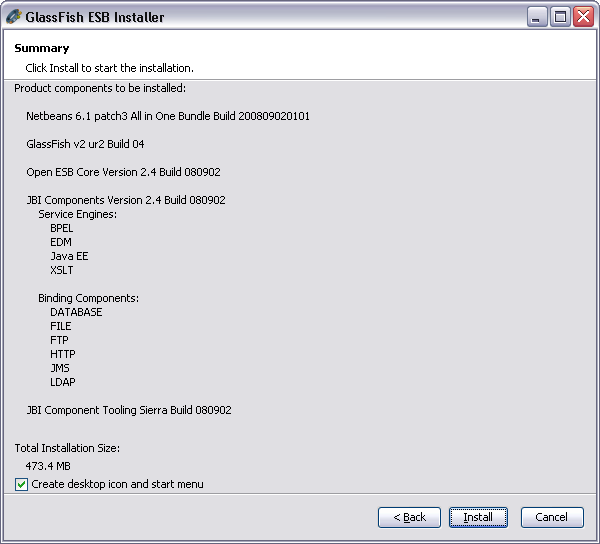 GlassFish ESB Installer
Summary
Click Install to start the installation.
Product components to be installed:
Netbeans 6.1 patch3 All in One Bundle Build 200809020101
GlassFish v2 ur2 Build 04
Open ESB Core Version 2.4 Build 080902
JBI Components Version 2.4 Build 080902
Service Engines:
BPEL
EDM
Java EE
XSLT
Binding Components:
DATABASE
FILE
FTP
HTTP
JMS
LDAP
JBI Component Tooling Sierra Build 080902
Total Installation Size:
473.4 MB
Create desktop icon and start menu
< Back Install Cancel